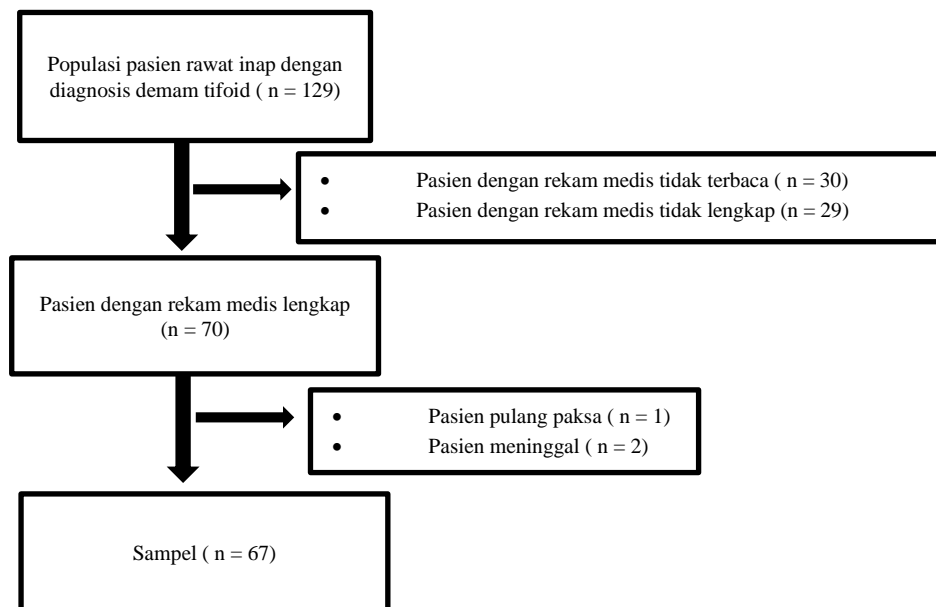 Populasi pasien rawat inap dengan
diagnosis demam tifoid ( n = 129)
• Pasien dengan rekam medis tidak terbaca ( n = 30)
• Pasien dengan rekam medis tidak lengkap (n = 29)
Pasien dengan rekam medis lengkap
(n = 70)
• Pasien pulang paksa ( n = 1)
• Pasien meninggal ( n = 2)
Sampel ( n = 67)